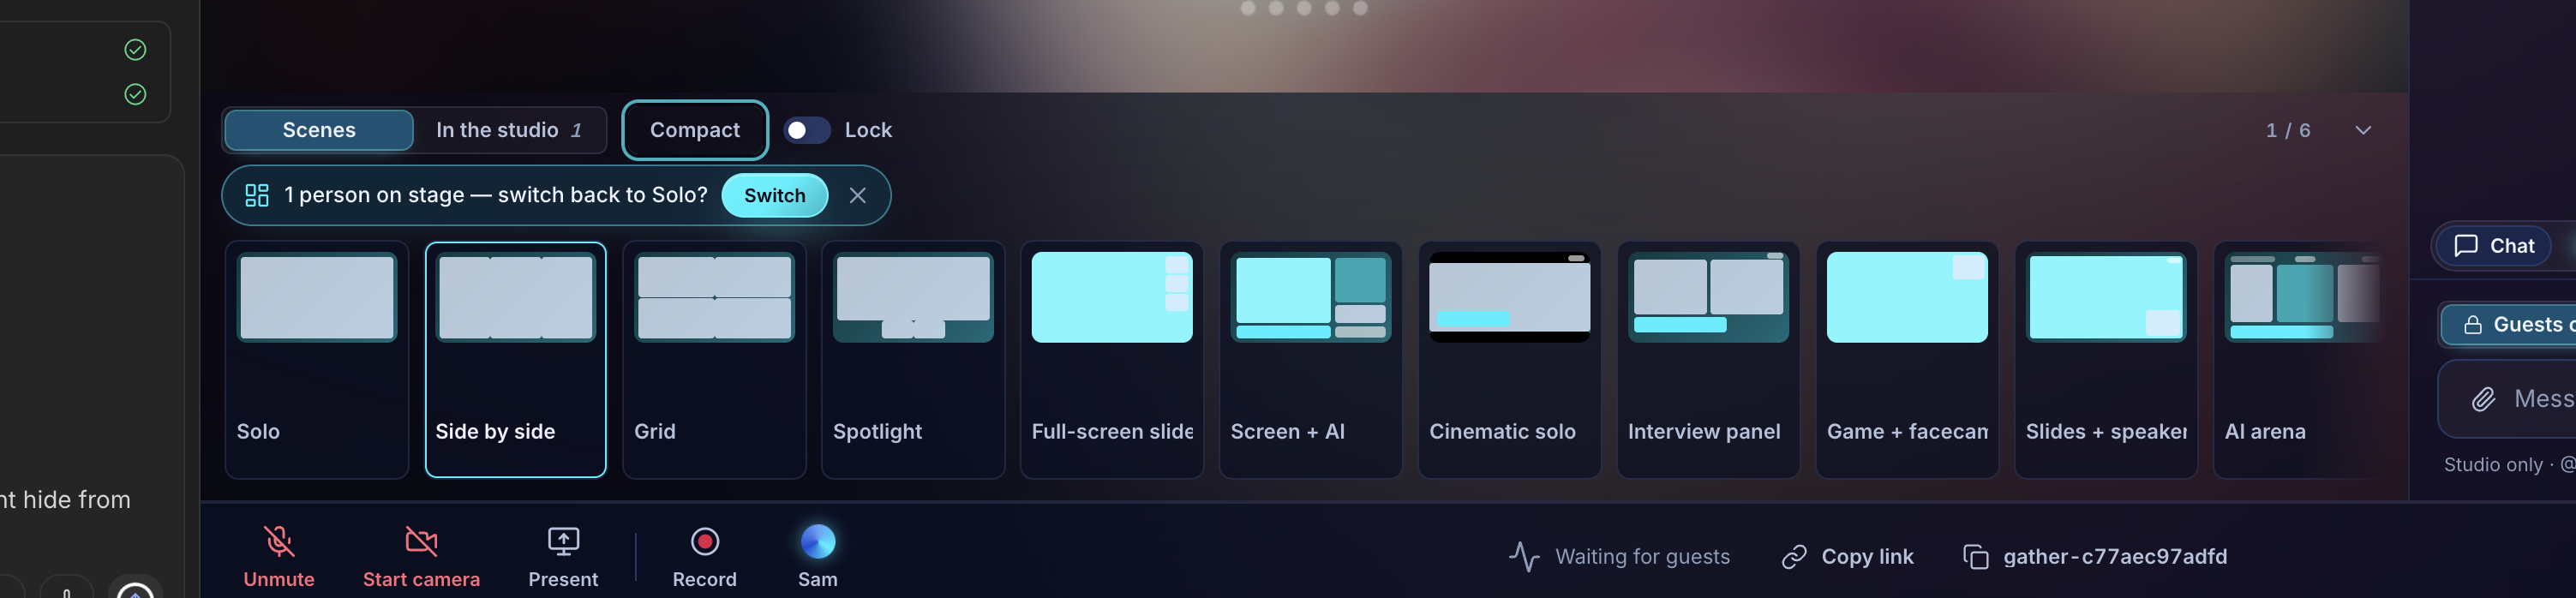 Scenes
In the studio 1
Compact
Lock
1 / 6
1 person on stage — switch back to Solo?
Switch
Chat
Solo
Side by side
Grid
Spotlight
Full-screen slide
Screen + AI
Cinematic solo
Interview panel
Game + facecam
Slides + speaker
AI arena
Guests
Mess
Studio only · @
nt hide from
Unmute
Start camera
Present
Record
Sam
Waiting for guests
Copy link
gather-c77aec97adfd